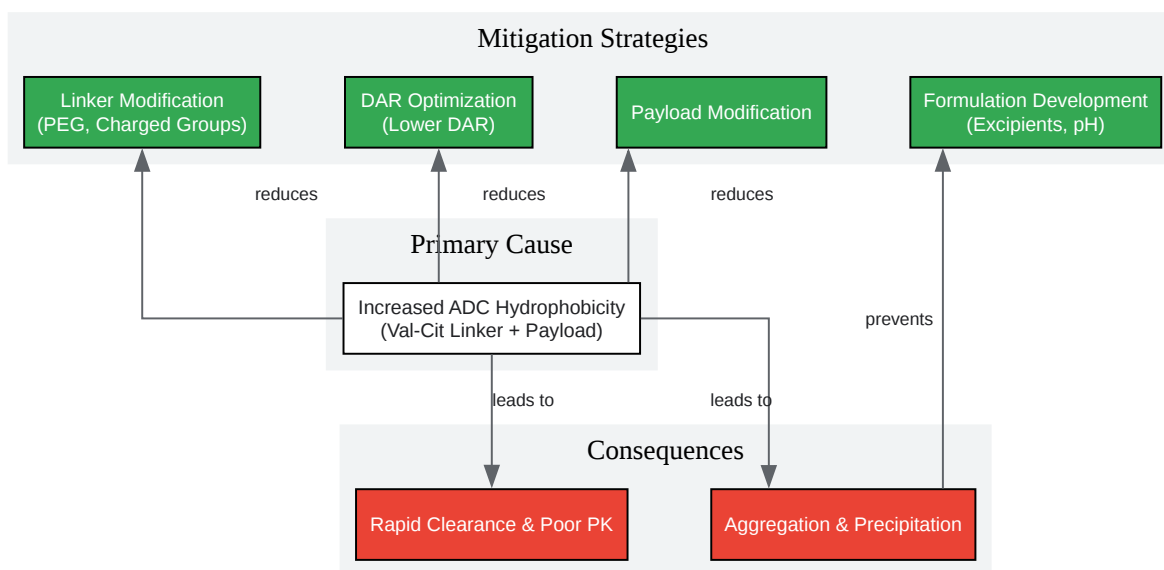 Mitigation Strategies
Linker Modification
(PEG, Charged Groups)
DAR Optimization
(Lower DAR)
Payload Modification
Formulation Development
(Excipients, pH)
reduces
reduces
reduces
Primary Cause
Increased ADC Hydrophobicity
(Val-Cit Linker + Payload)
prevents
leads to
leads to
Consequences
Rapid Clearance & Poor PK
Aggregation & Precipitation